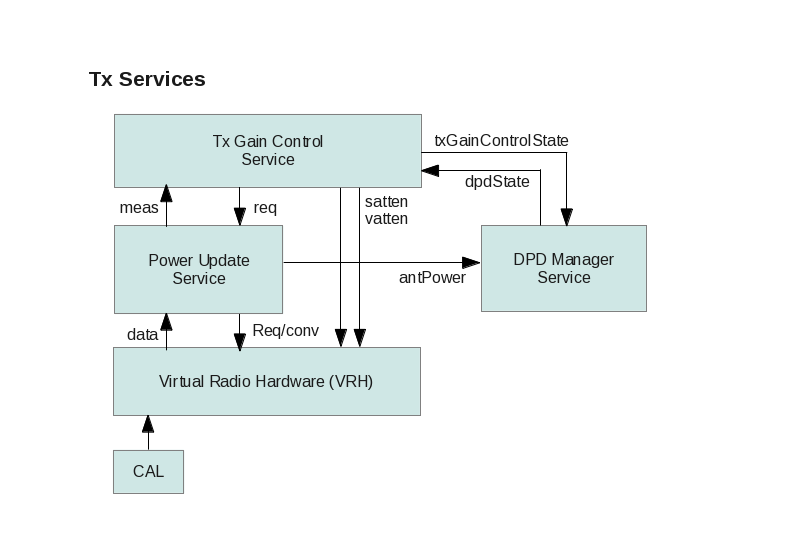 Tx Services
Tx Gain Control
Service
txGainControlState
dpdState
meas
req
satten
vatten
Power Update
Service
antPower
DPD Manager
Service
data
Req/conv
Virtual Radio Hardware (VRH)
CAL